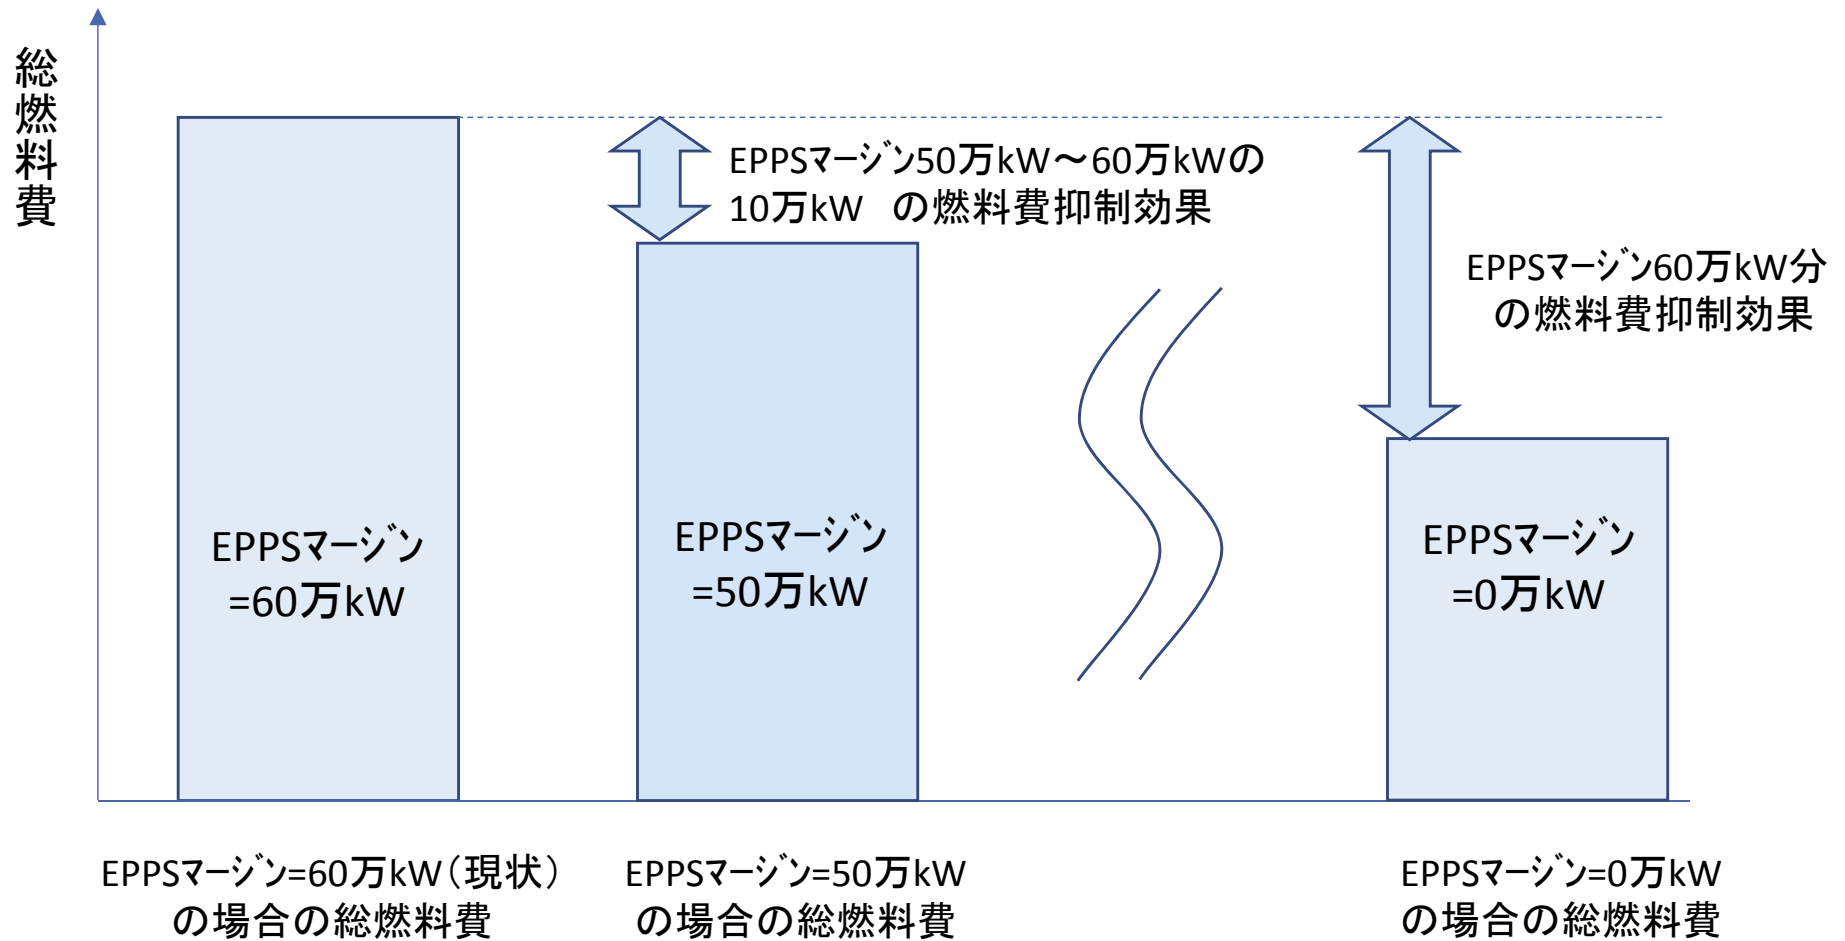 総燃料費
EPPSマージン50万kW～60万kWの
10万kW　の燃料費抑制効果
EPPSマージン60万kW分
の燃料費抑制効果
EPPSマージン
=60万kW
EPPSマージン
=50万kW
EPPSマージン
=0万kW
EPPSマージン=60万kW（現状）
の場合の総燃料費
EPPSマージン=50万kW
の場合の総燃料費
EPPSマージン=0万kW
の場合の総燃料費